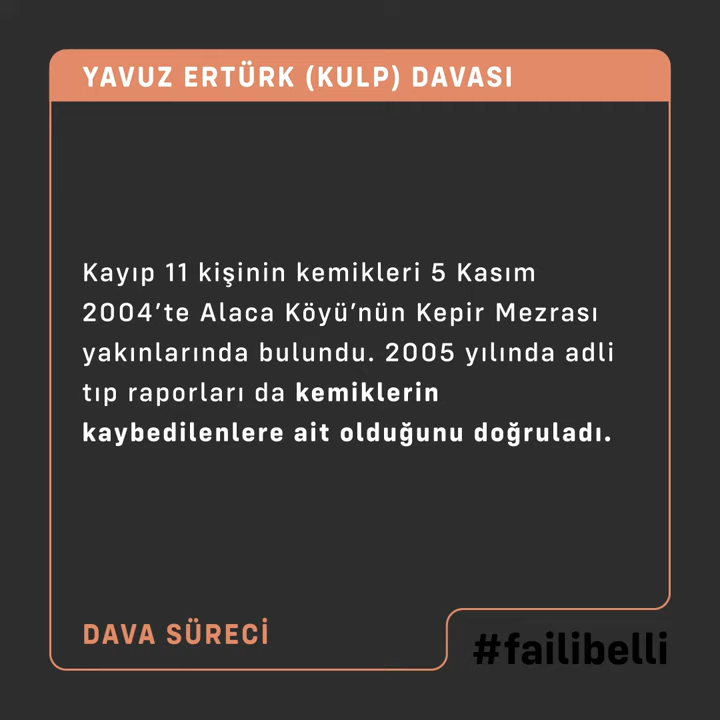 YAVUZ ERTÜRK (KULP) DAVASI
Kayıp 11 kişinin kemikleri 5 Kasım
2004'te Alaca Köyü'nün Kepir Mezrası
yakınlarında bulundu. 2005 yılında adli
tıp raporları da kemiklerin
kaybedilenlere ait olduğunu doğruladı.
DAVA SÜRECİ
#failibelli